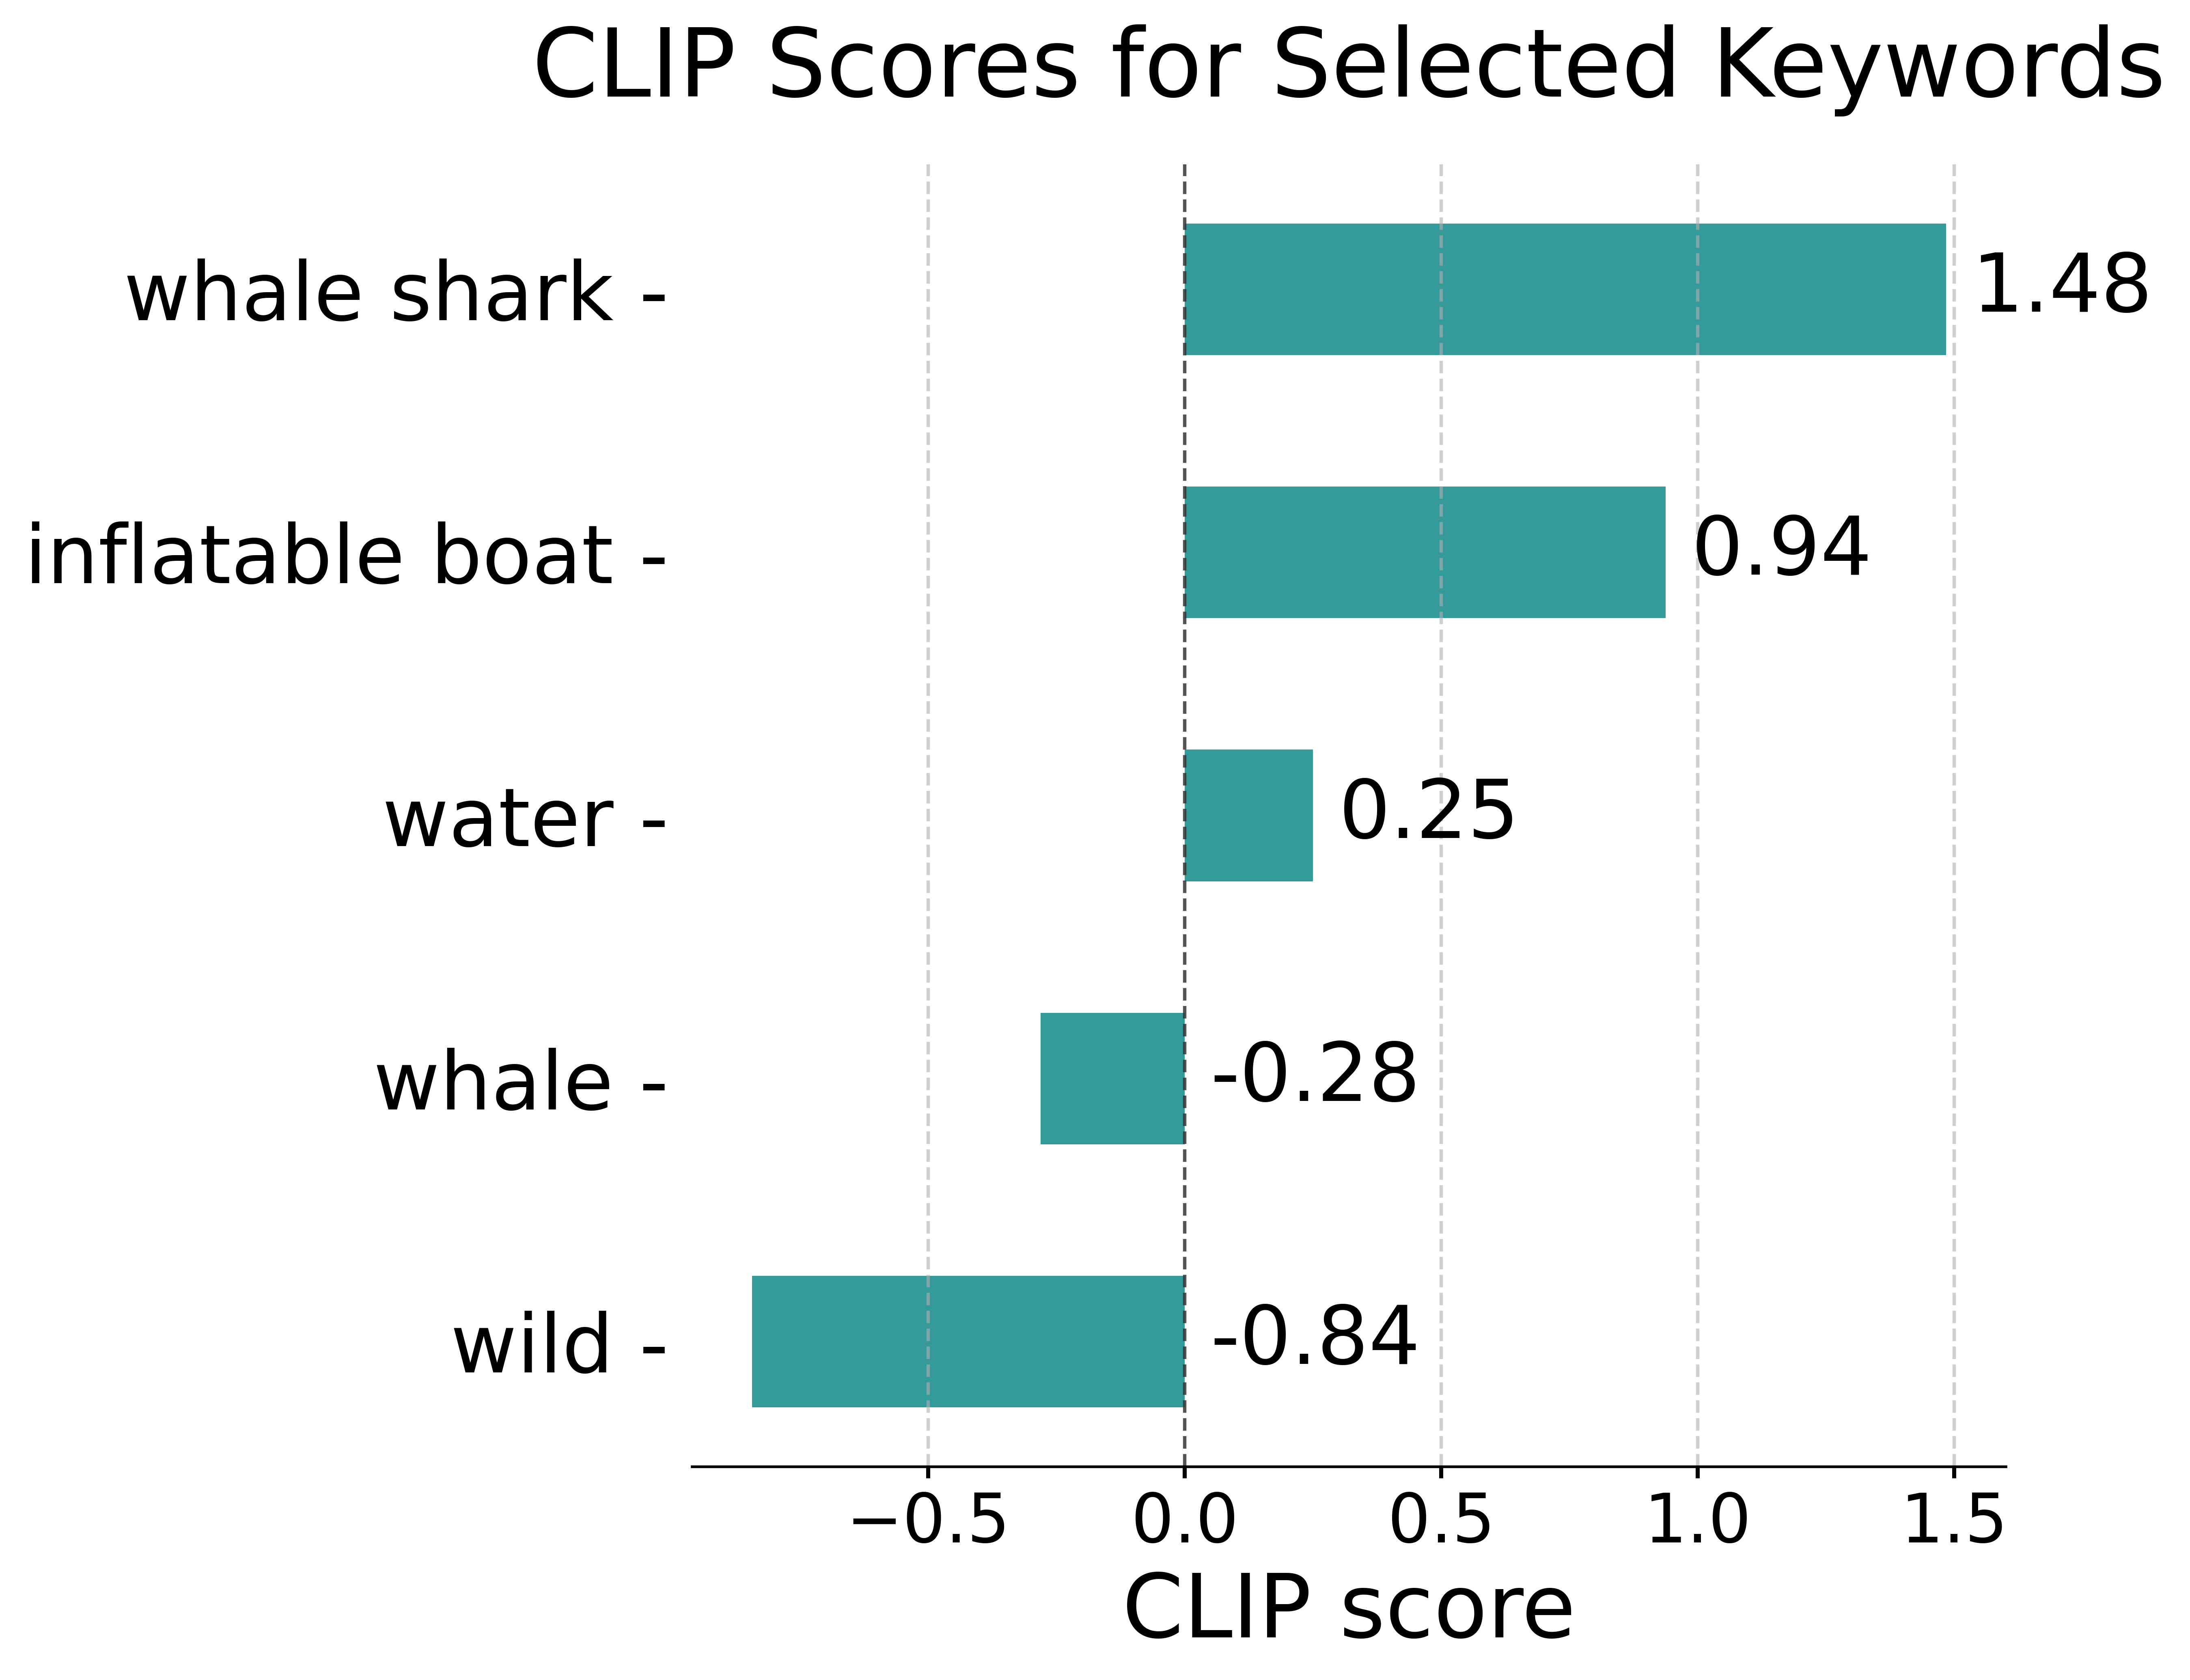 CLIP Scores for Selected Keywords
whale shark - 1.48
inflatable boat - 0.94
water - 0.25
whale - -0.28
wild - -0.84
−0.5 0.0 0.5 1.0 1.5
CLIP score